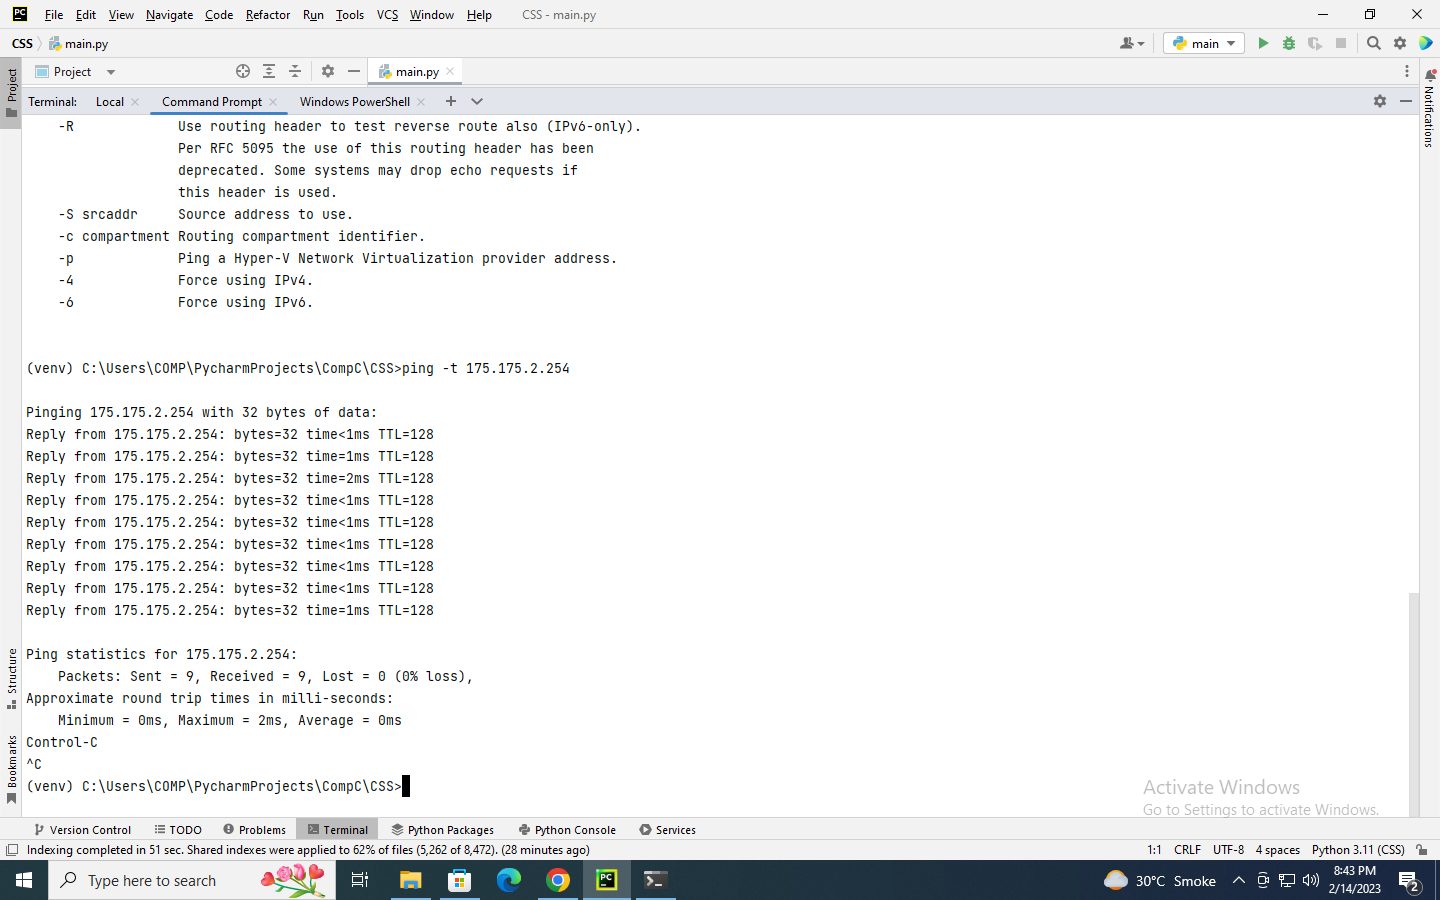 PC File Edit View Navigate Code Refactor Run Tools VCS Window Help CSS - main.py
CSS main.py main
Project main.py
Terminal: Local Command Prompt Windows PowerShell
Project
Notifications
Structure
Bookmarks
-R Use routing header to test reverse route also (IPv6-only).
Per RFC 5095 the use of this routing header has been
deprecated. Some systems may drop echo requests if
this header is used.
-S srcaddr Source address to use.
-c compartment Routing compartment identifier.
-p Ping a Hyper-V Network Virtualization provider address.
-4 Force using IPv4.
-6 Force using IPv6.
(venv) C:\Users\COMP\PycharmProjects\CompC\CSS>ping -t 175.175.2.254
Pinging 175.175.2.254 with 32 bytes of data:
Reply from 175.175.2.254: bytes=32 time<1ms TTL=128
Reply from 175.175.2.254: bytes=32 time=1ms TTL=128
Reply from 175.175.2.254: bytes=32 time=2ms TTL=128
Reply from 175.175.2.254: bytes=32 time<1ms TTL=128
Reply from 175.175.2.254: bytes=32 time<1ms TTL=128
Reply from 175.175.2.254: bytes=32 time<1ms TTL=128
Reply from 175.175.2.254: bytes=32 time<1ms TTL=128
Reply from 175.175.2.254: bytes=32 time<1ms TTL=128
Reply from 175.175.2.254: bytes=32 time=1ms TTL=128
Ping statistics for 175.175.2.254:
Packets: Sent = 9, Received = 9, Lost = 0 (0% loss),
Approximate round trip times in milli-seconds:
Minimum = 0ms, Maximum = 2ms, Average = 0ms
Control-C
^C
(venv) C:\Users\COMP\PycharmProjects\CompC\CSS>
Activate Windows
Go to Settings to activate Windows.
Version Control TODO Problems Terminal Python Packages Python Console Services
Indexing completed in 51 sec. Shared indexes were applied to 62% of files (5,262 of 8,472). (28 minutes ago) 1:1 CRLF UTF-8 4 spaces Python 3.11 (CSS)
Type here to search PC 30°C Smoke 8:43 PM
2/14/2023 2